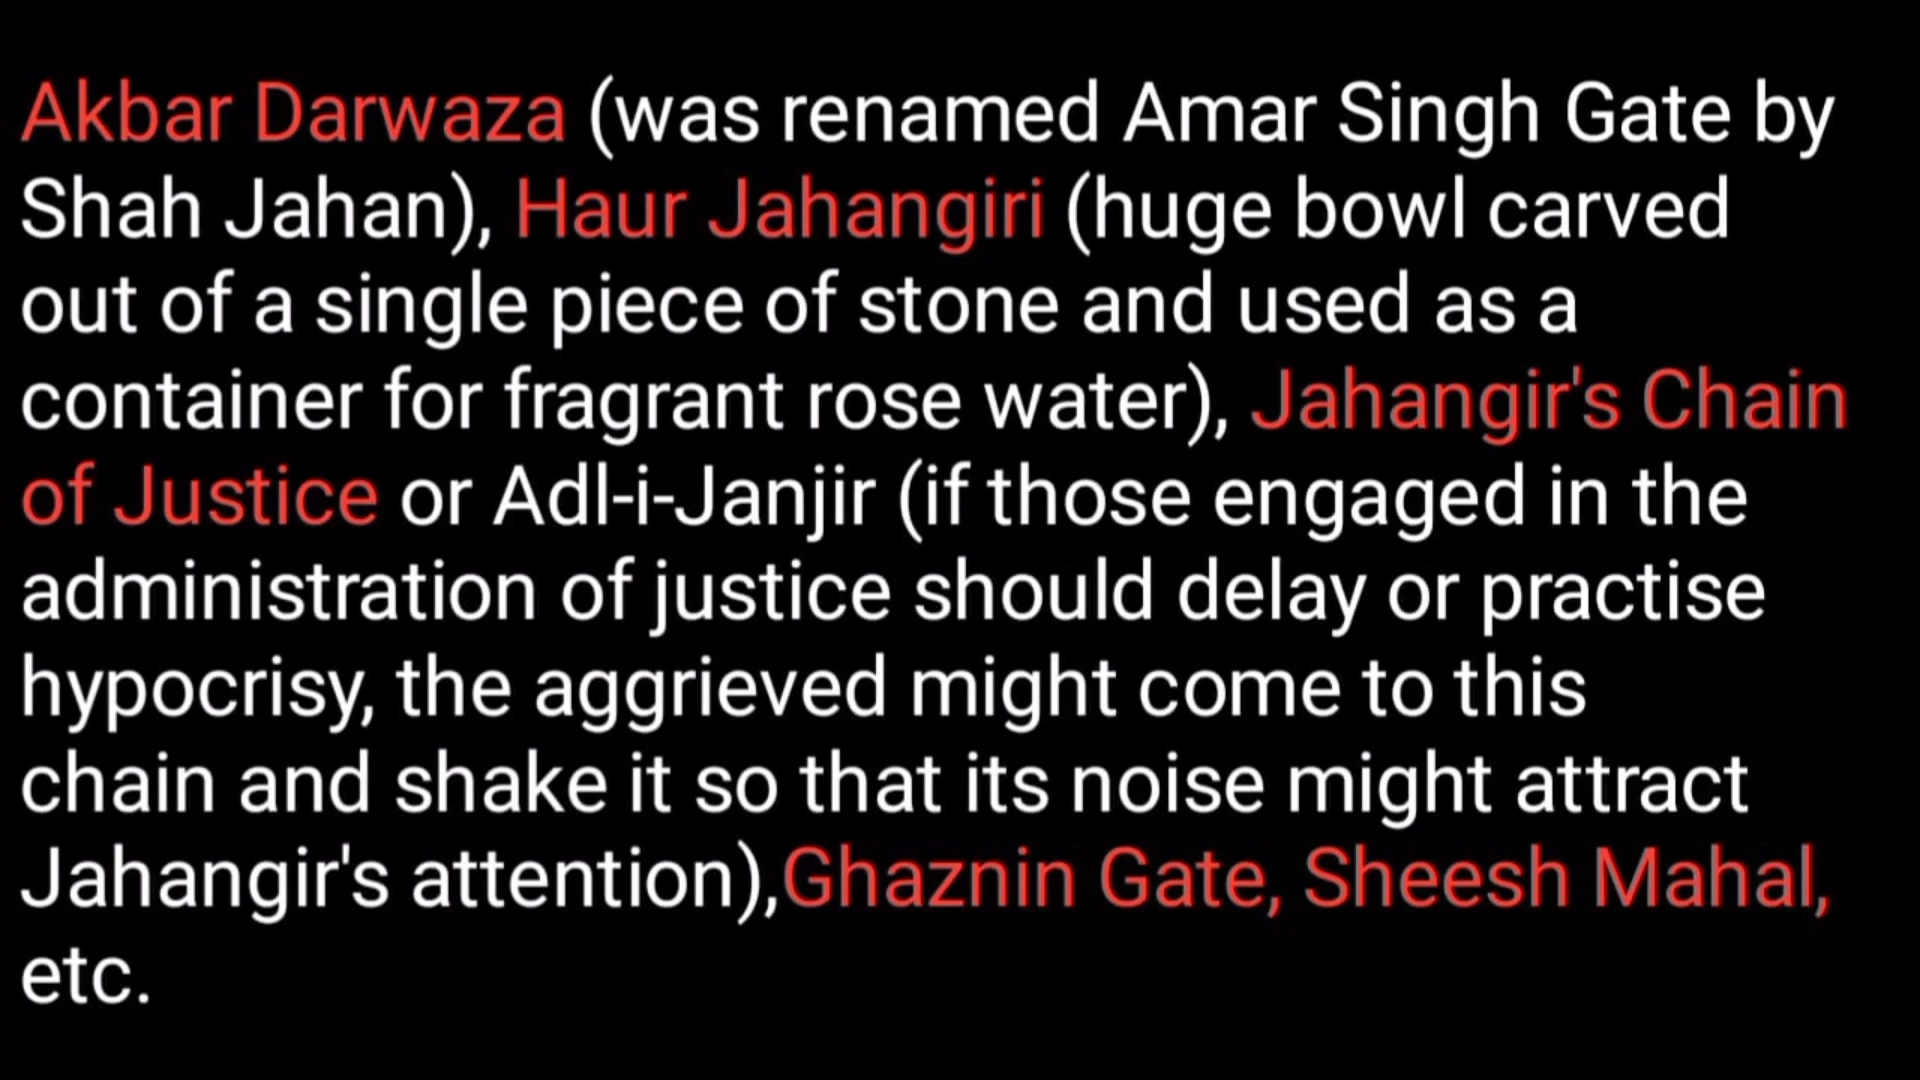 Akbar Darwaza (was renamed Amar Singh Gate by
Shah Jahan), Haur Jahangiri (huge bowl carved
out of a single piece of stone and used as a
container for fragrant rose water), Jahangir's Chain
of Justice or Adl-i-Janjir (if those engaged in the
administration of justice should delay or practise
hypocrisy, the aggrieved might come to this
chain and shake it so that its noise might attract
Jahangir's attention),Ghaznin Gate, Sheesh Mahal,
etc.